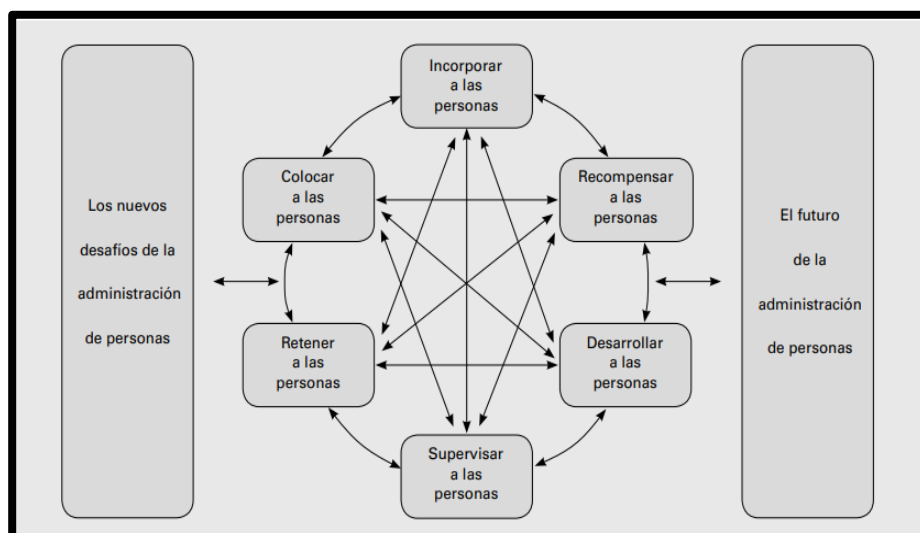 Incorporar
a las
personas
Colocar
a las
personas
Recompensar
a las
personas
Los nuevos
desafíos de la
administración
de personas
El futuro
de la
administración
de personas
Retener
a las
personas
Desarrollar
a las
personas
Supervisar
a las
personas